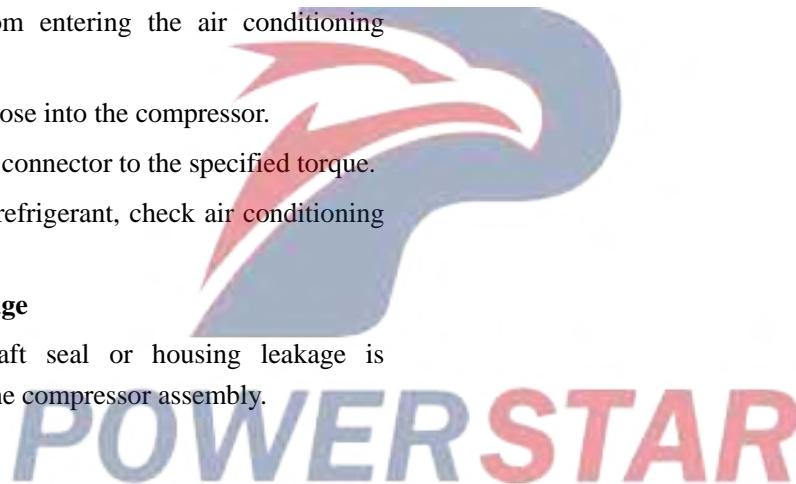 om entering the air conditioning
ose into the compressor.
connector to the specified torque.
refrigerant, check air conditioning
ge
aft seal or housing leakage is
he compressor assembly.
POWERSTAR